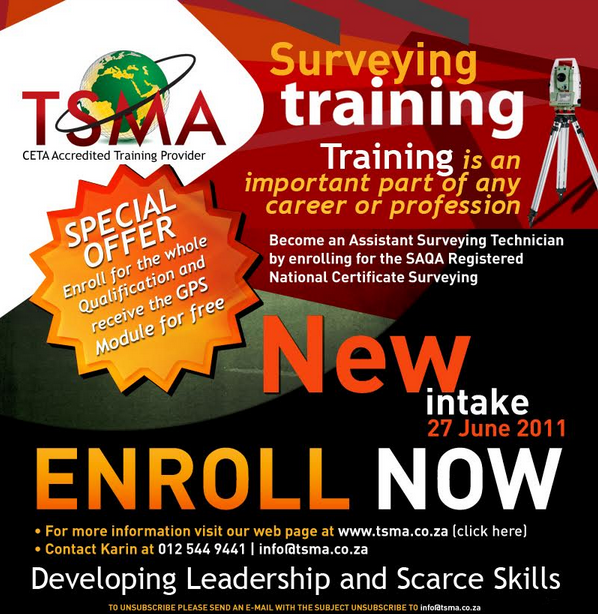 TSMA
CETA Accredited Training Provider
Surveying
training
Training is an
important part of any
career or profession
SPECIAL
OFFER
Enroll for the whole
Qualification and
receive the GPS
Module for free
Become an Assistant Surveying Technician
by enrolling for the SAQA Registered
National Certificate Surveying
New
intake
27 June 2011
ENROLL NOW
• For more information visit our web page at www.tsma.co.za (click here)
• Contact Karin at 012 544 9441 | info@tsma.co.za
Developing Leadership and Scarce Skills
TO UNSUBSCRIBE PLEASE SEND AN E-MAIL WITH THE SUBJECT UNSUBSCRIBE TO info@tsma.co.za